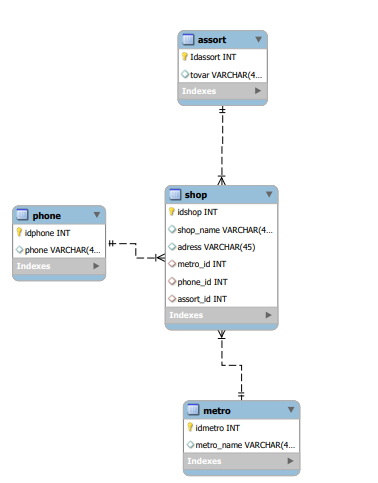 assort
Idassort INT
tovar VARCHAR(4...
Indexes
shop
idshop INT
shop_name VARCHAR(4...
adress VARCHAR(45)
metro_id INT
phone_id INT
assort_id INT
Indexes
phone
idphone INT
phone VARCHAR(4...
Indexes
metro
idmetro INT
metro_name VARCHAR(4...
Indexes